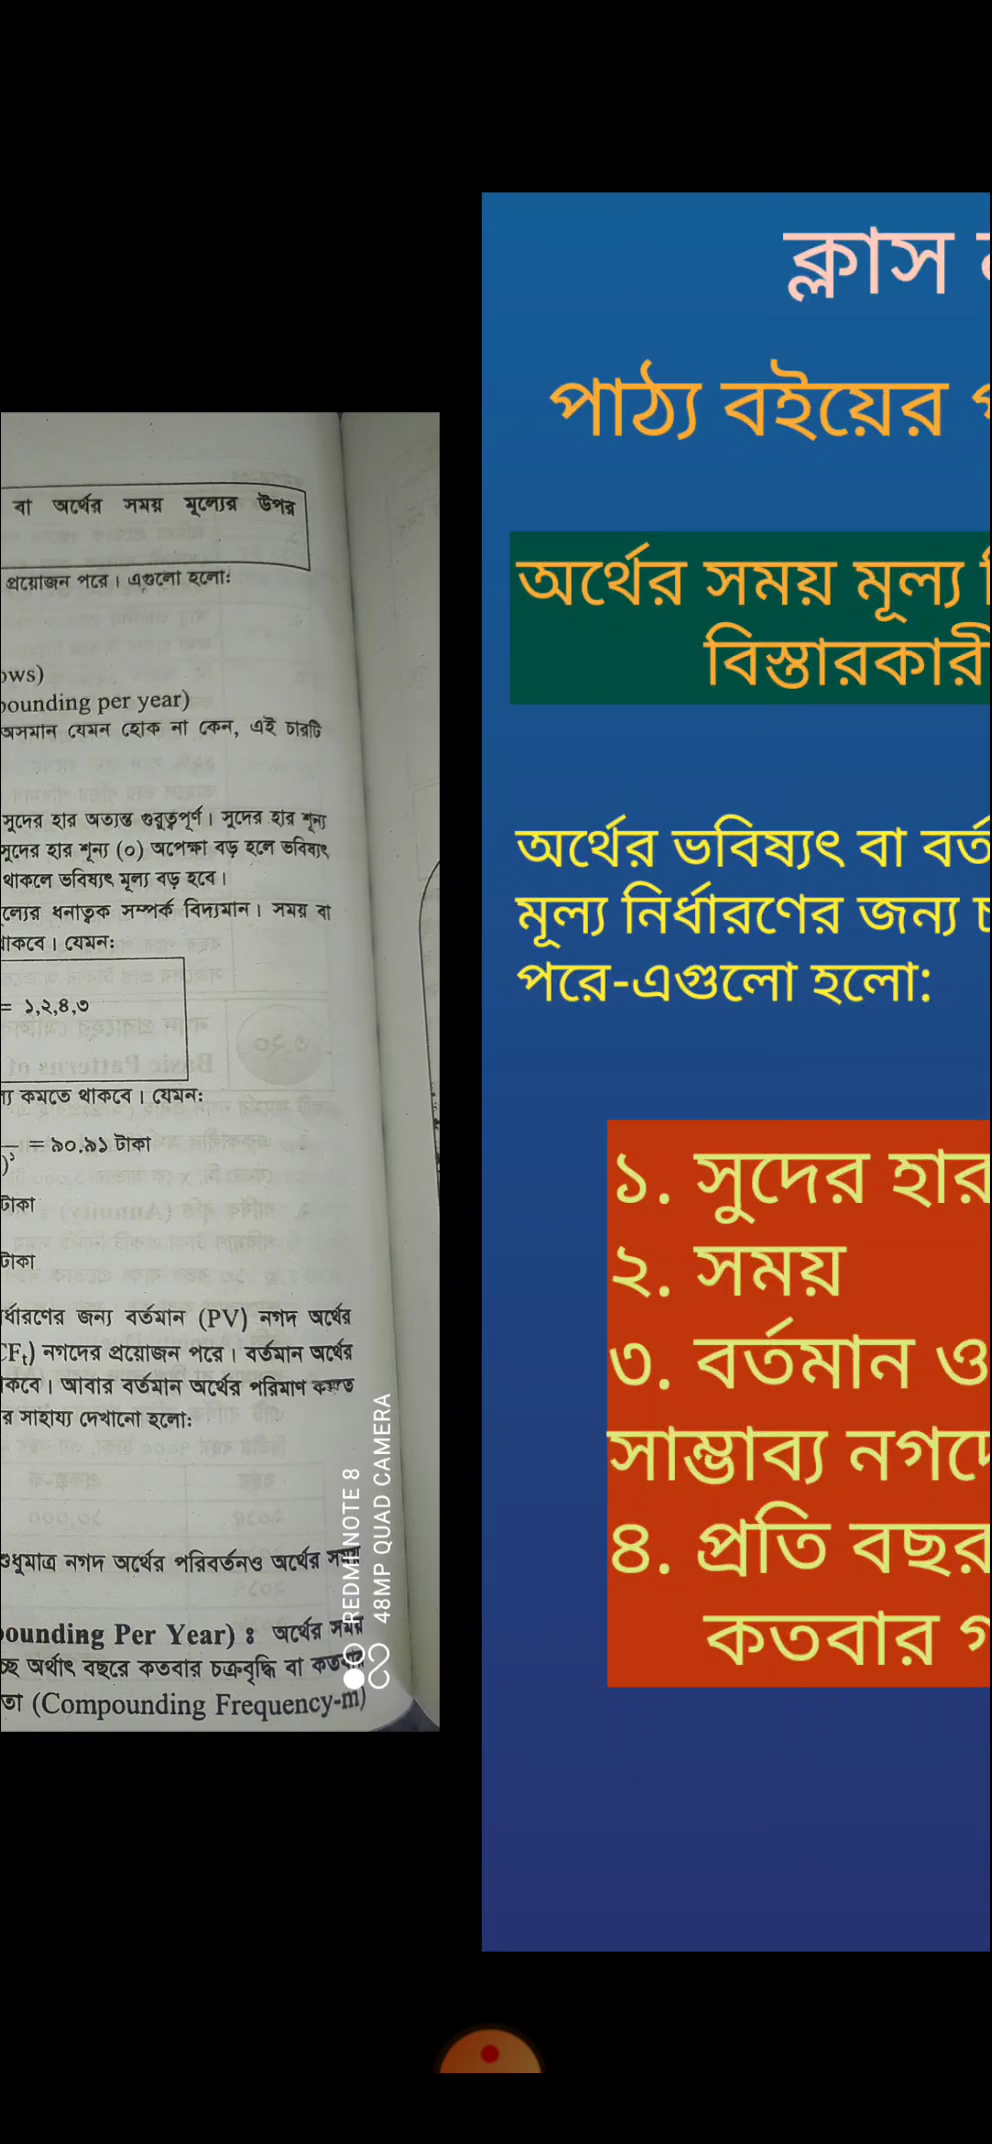 বা অর্থের সময় মূল্যের উপর
প্রয়োজন পরে। এগুলো হলো:
ows)
pounding per year)
অসমান যেমন হোক না কেন, এই চারটি
সুদের হার অত্যন্ত গুরুত্বপূর্ণ। সুদের হার শূন্য
সুদের হার শূন্য (০) অপেক্ষা বড় হলে ভবিষ্যৎ
থাকলে ভবিষ্যৎ মূল্য বড় হবে।
ল্যের ধনাত্বক সম্পর্ক বিদ্যমান। সময় বা
াকবে। যেমন:
= ১,২,৪,৩
্য কমতে থাকবে। যেমন:
= ৯০.৯১ টাকা
টাকা
টাকা
র্ধারণের জন্য বর্তমান (PV) নগদ অর্থের
CFt) নগদের প্রয়োজন পরে। বর্তমান অর্থের
কবে। আবার বর্তমান অর্থের পরিমাণ কমতে
র সাহায্য দেখানো হলো:
শুধুমাত্র নগদ অর্থের পরিবর্তনও অর্থের সময়
pounding Per Year) ঃ অর্থের সময়
চ্ছে অর্থাৎ বছরে কতবার চক্রবৃদ্ধি বা কতবার
তা (Compounding Frequency-m)
REDMI NOTE 8
48MP QUAD CAMERA
ক্লাস
পাঠ্য বইয়ের
অর্থের সময় মূল্য
বিস্তারকারী
অর্থের ভবিষ্যৎ বা বর্ত
মূল্য নির্ধারণের জন্য চ
পরে-এগুলো হলো:
১. সুদের হার
২. সময়
৩. বর্তমান ও
সাম্ভাব্য নগদে
৪. প্রতি বছর
কতবার গ